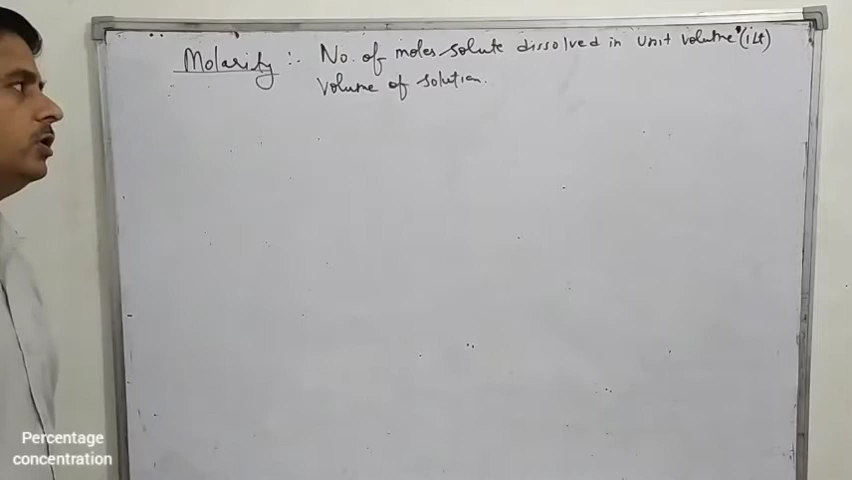 Molarity :- No. of moles solute dissolved in unit volume (1Lt)
Volume of solution.
Percentage
concentration